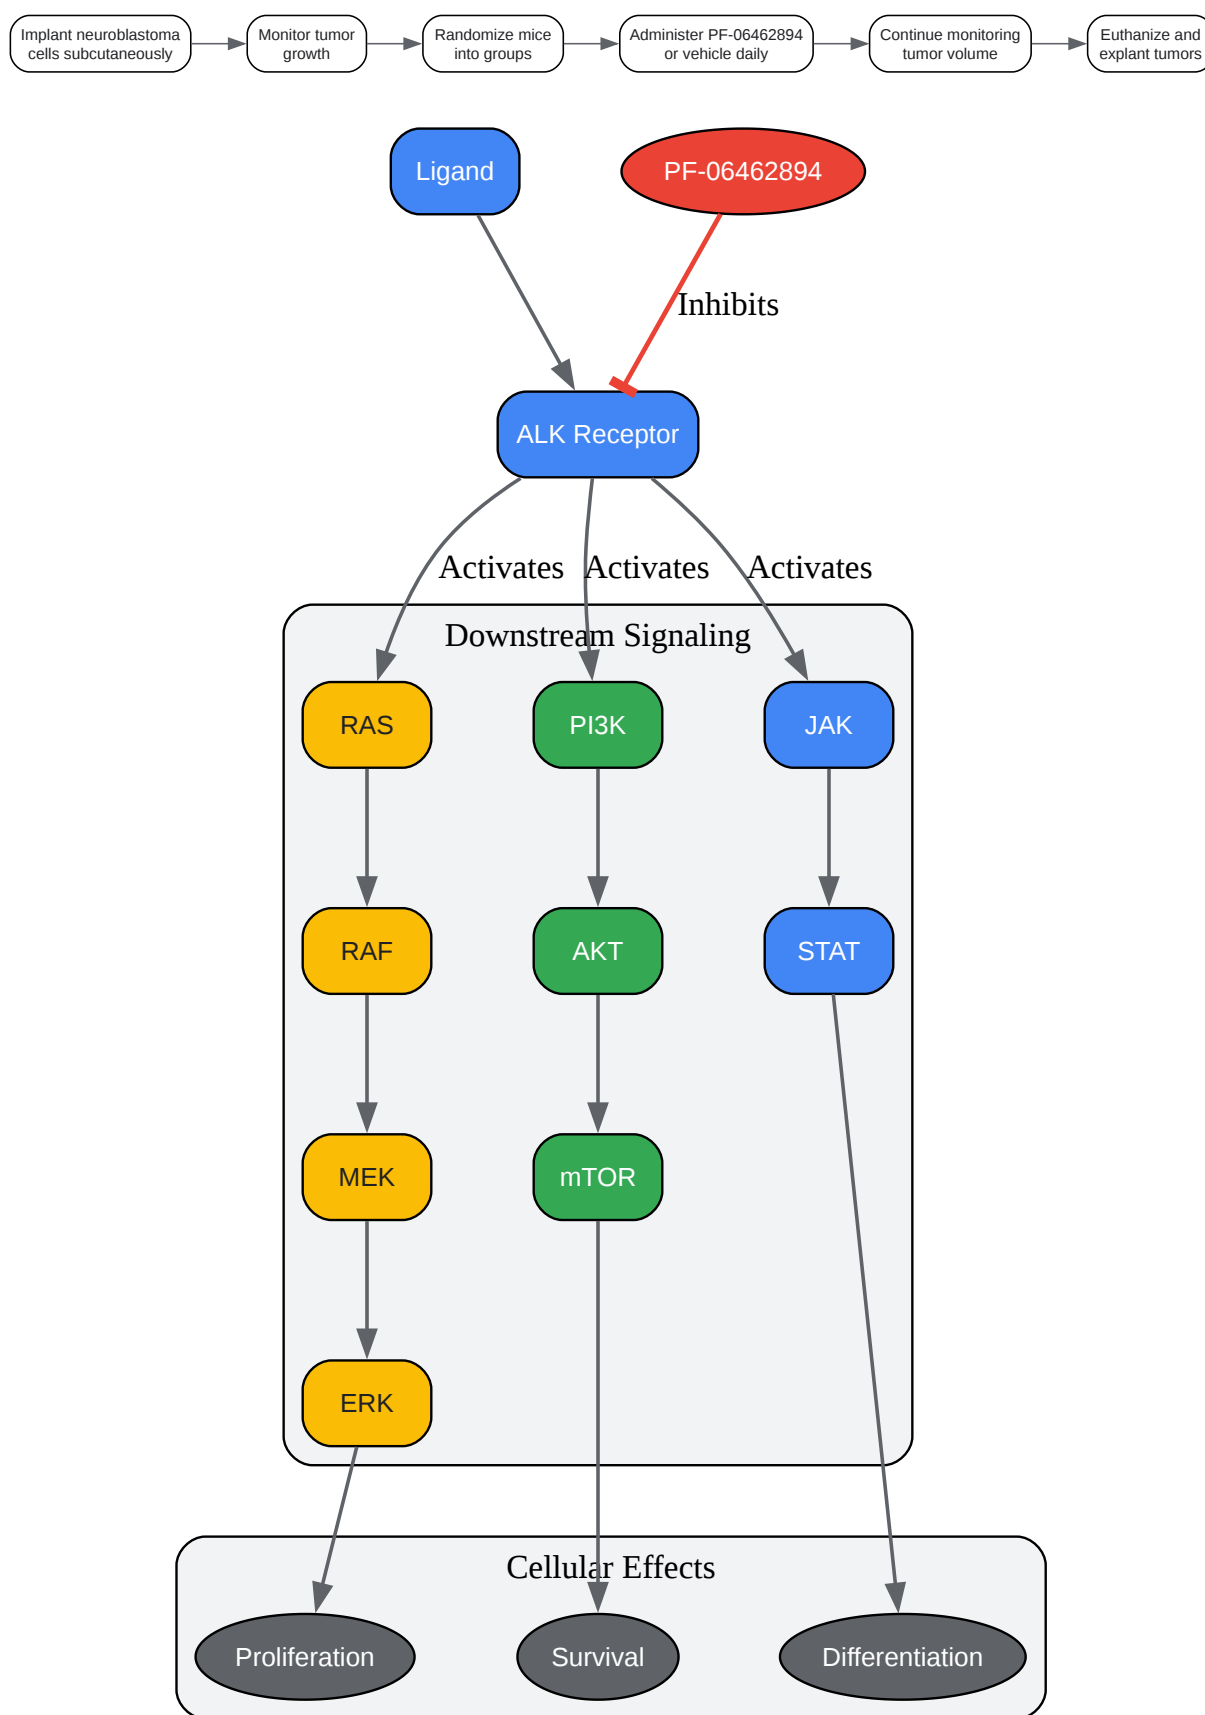 Implant neuroblastoma
cells subcutaneously
Monitor tumor
growth
Randomize mice
into groups
Administer PF-06462894
or vehicle daily
Continue monitoring
tumor volume
Euthanize and
explant tumors
Ligand
PF-06462894
Inhibits
ALK Receptor
Activates
Activates
Activates
Downstream Signaling
RAS
PI3K
JAK
RAF
AKT
STAT
MEK
mTOR
ERK
Cellular Effects
Proliferation
Survival
Differentiation